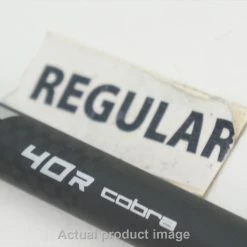 REGULAR
40R cobra
Actual product image